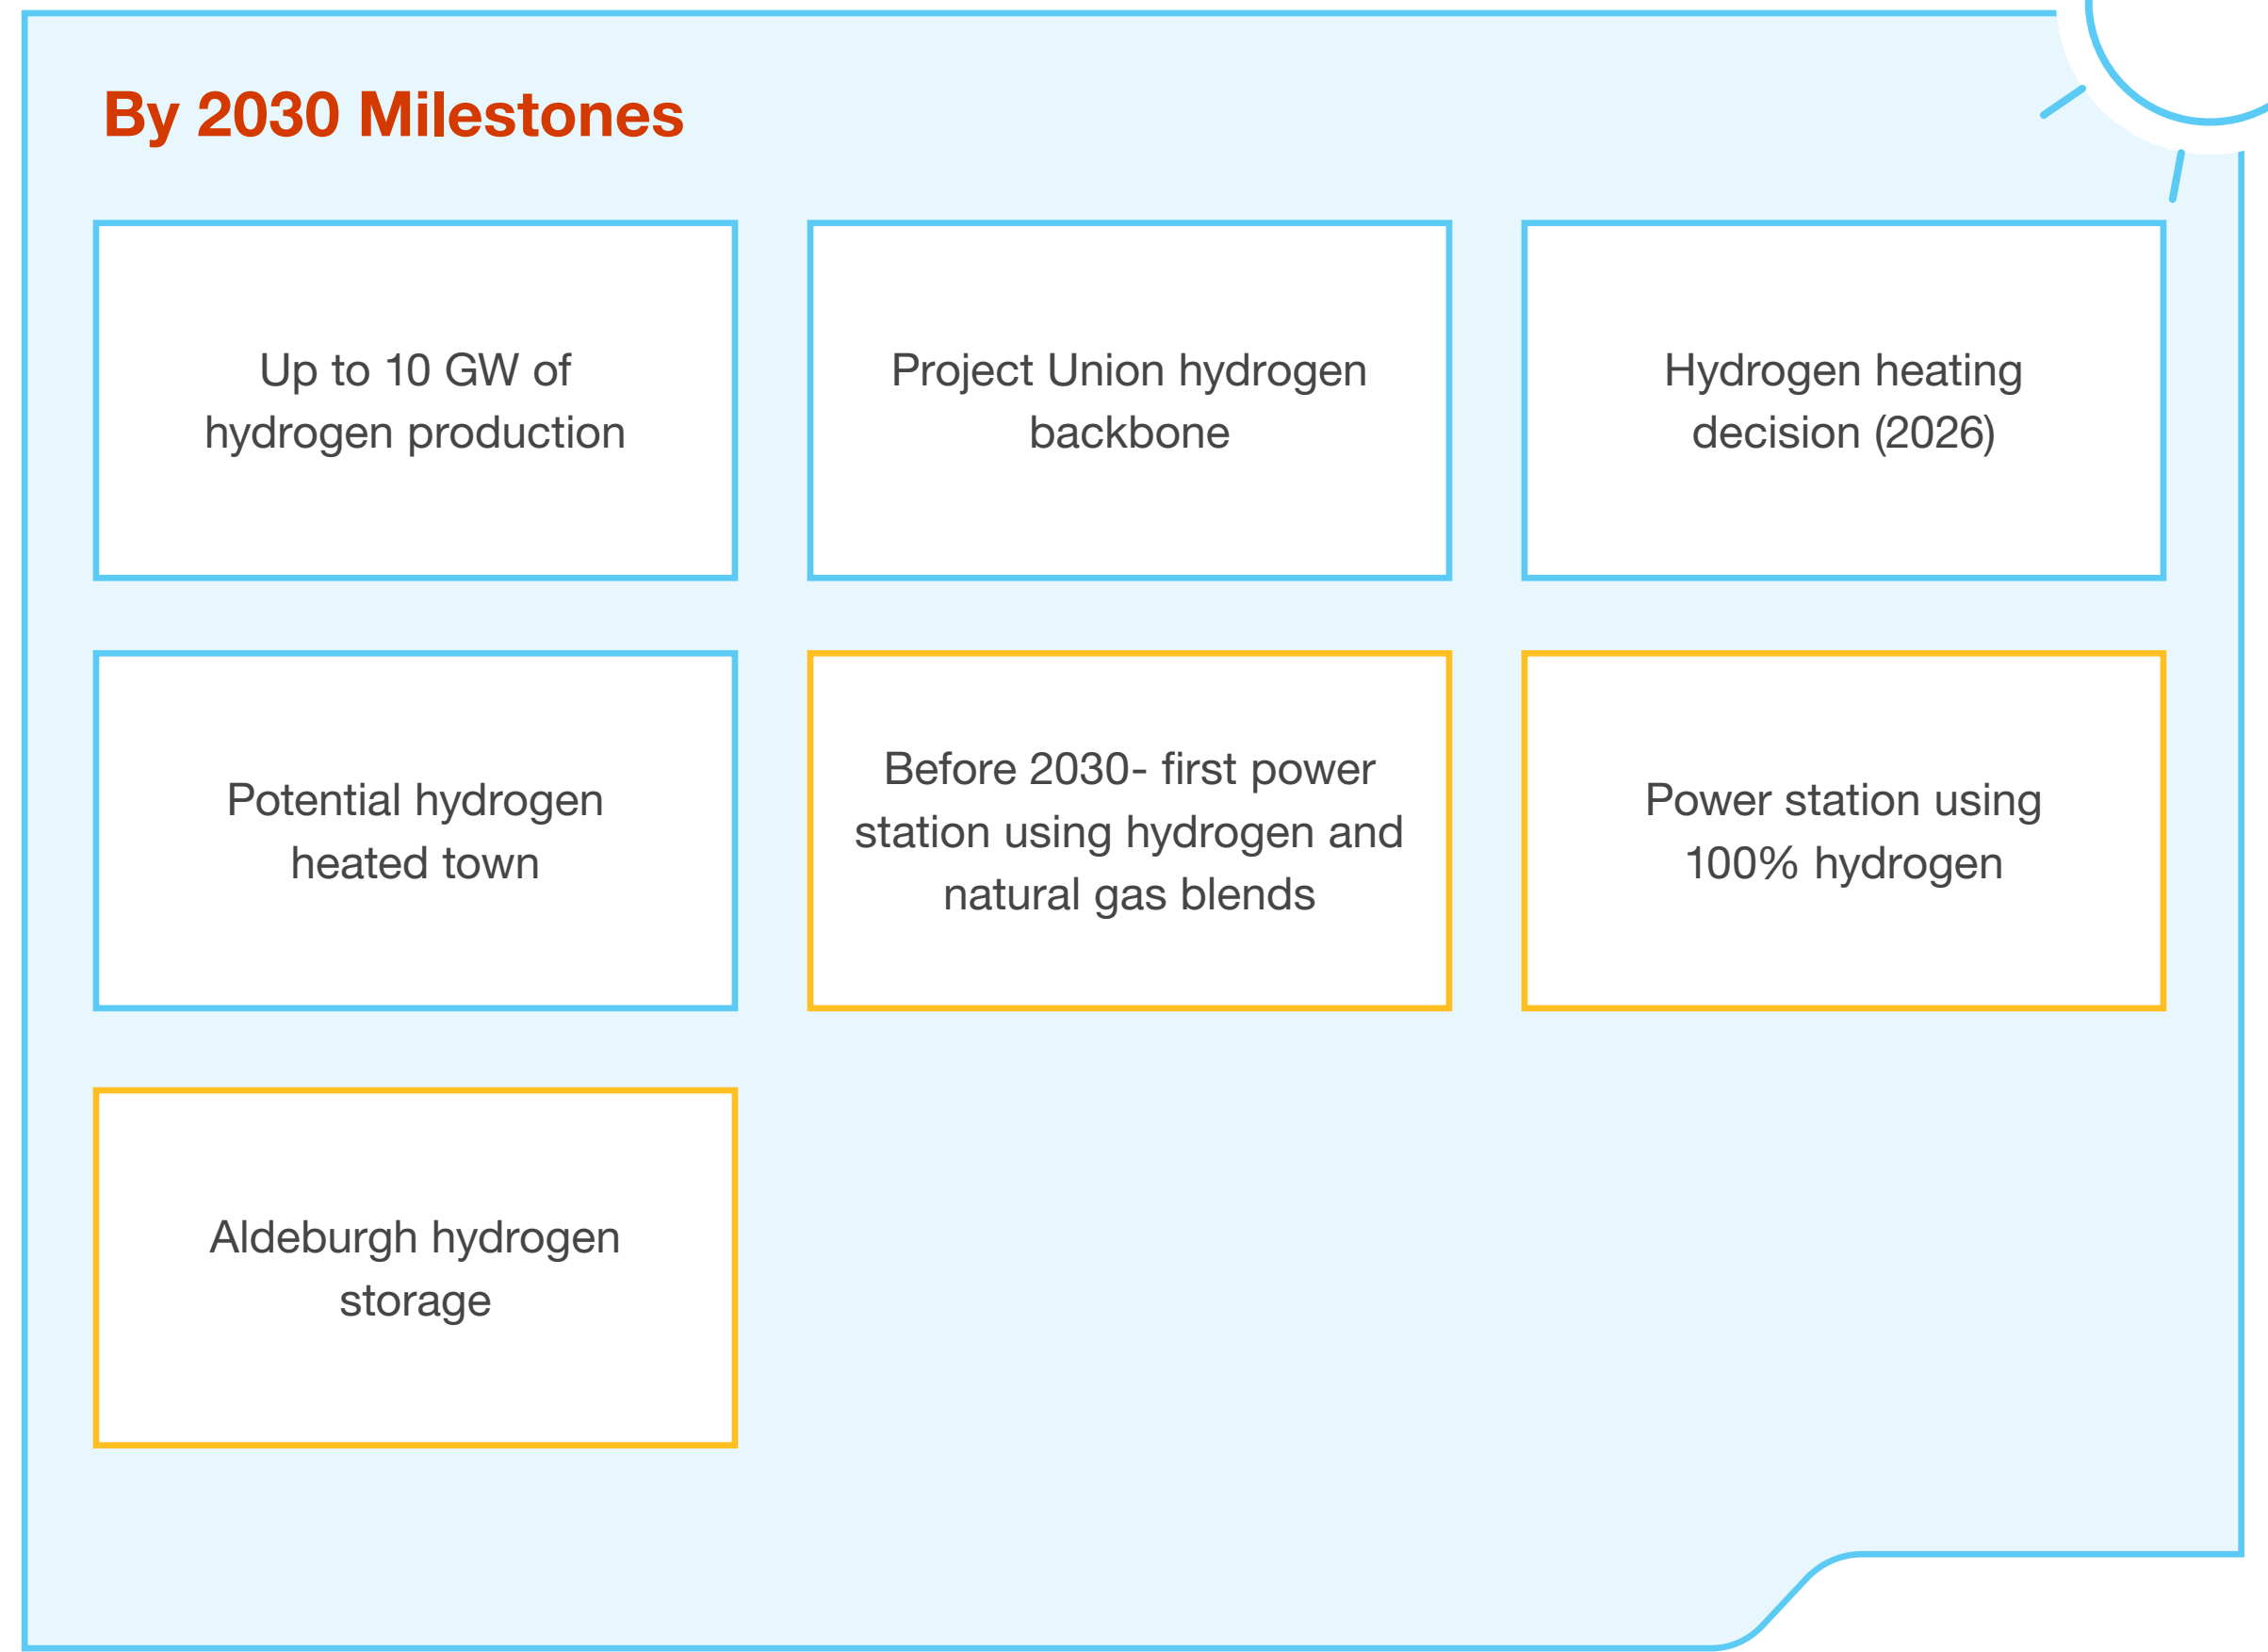 By 2030 Milestones
Up to 10 GW of
hydrogen production
Project Union hydrogen
backbone
Hydrogen heating
decision (2026)
Potential hydrogen
heated town
Before 2030- first power
station using hydrogen and
natural gas blends
Power station using
100% hydrogen
Aldeburgh hydrogen
storage